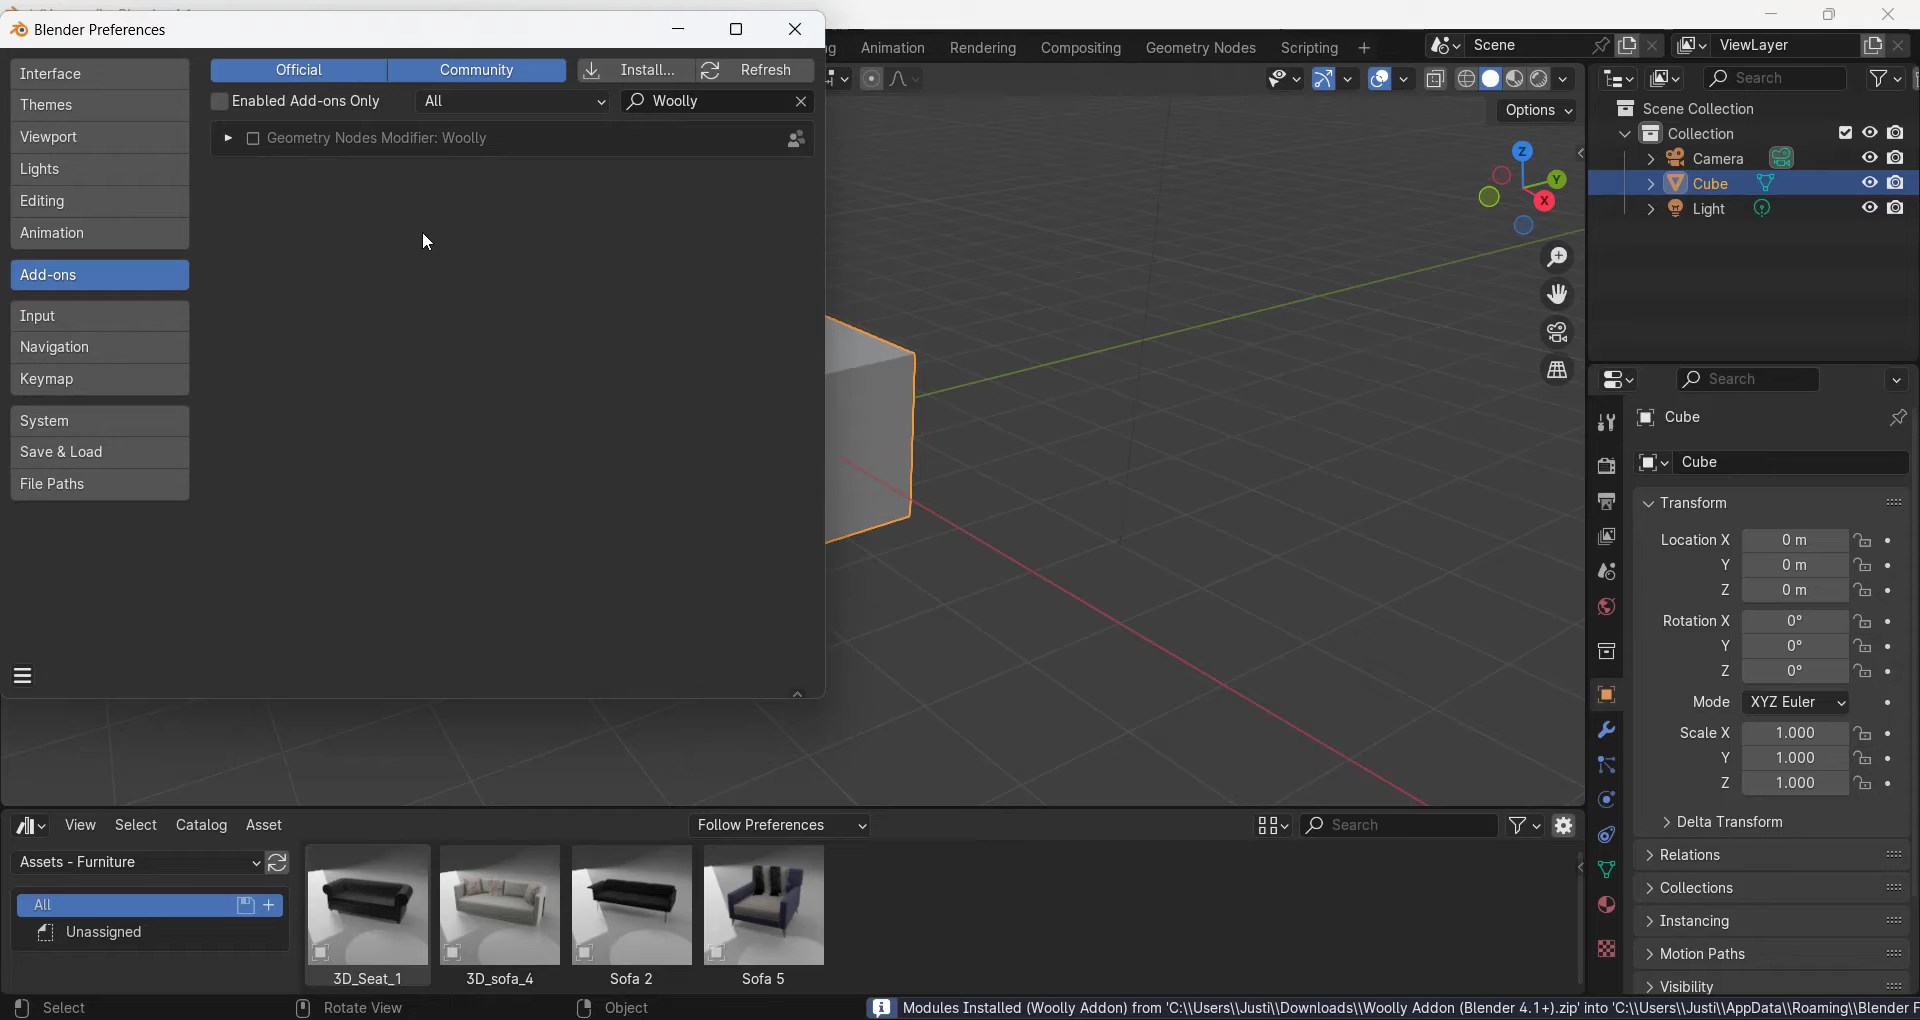 Blender Preferences
Interface
Themes
Viewport
Lights
Editing
Animation
Add-ons
Input
Navigation
Keymap
System
Save & Load
File Paths
Official
Community
Install...
Refresh
Enabled Add-ons Only
All
Woolly
Geometry Nodes Modifier: Woolly
Animation
Rendering
Compositing
Geometry Nodes
Scripting
Scene
ViewLayer
Options
Z
Y
X
Search
Scene Collection
Collection
Camera
Cube
Light
Search
Cube
Cube
Transform
Location X 0 m
Y 0 m
Z 0 m
Rotation X 0°
Y 0°
Z 0°
Mode XYZ Euler
Scale X 1.000
Y 1.000
Z 1.000
Delta Transform
Relations
Collections
Instancing
Motion Paths
Visibility
View
Select
Catalog
Asset
Follow Preferences
Search
Assets - Furniture
All
Unassigned
3D_Seat_1
3D_sofa_4
Sofa 2
Sofa 5
Select
Rotate View
Object
Modules Installed (Woolly Addon) from 'C:\\Users\\Justi\\Downloads\\Woolly Addon (Blender 4.1+).zip' into 'C:\\Users\\Justi\\AppData\\Roaming\\Blender F